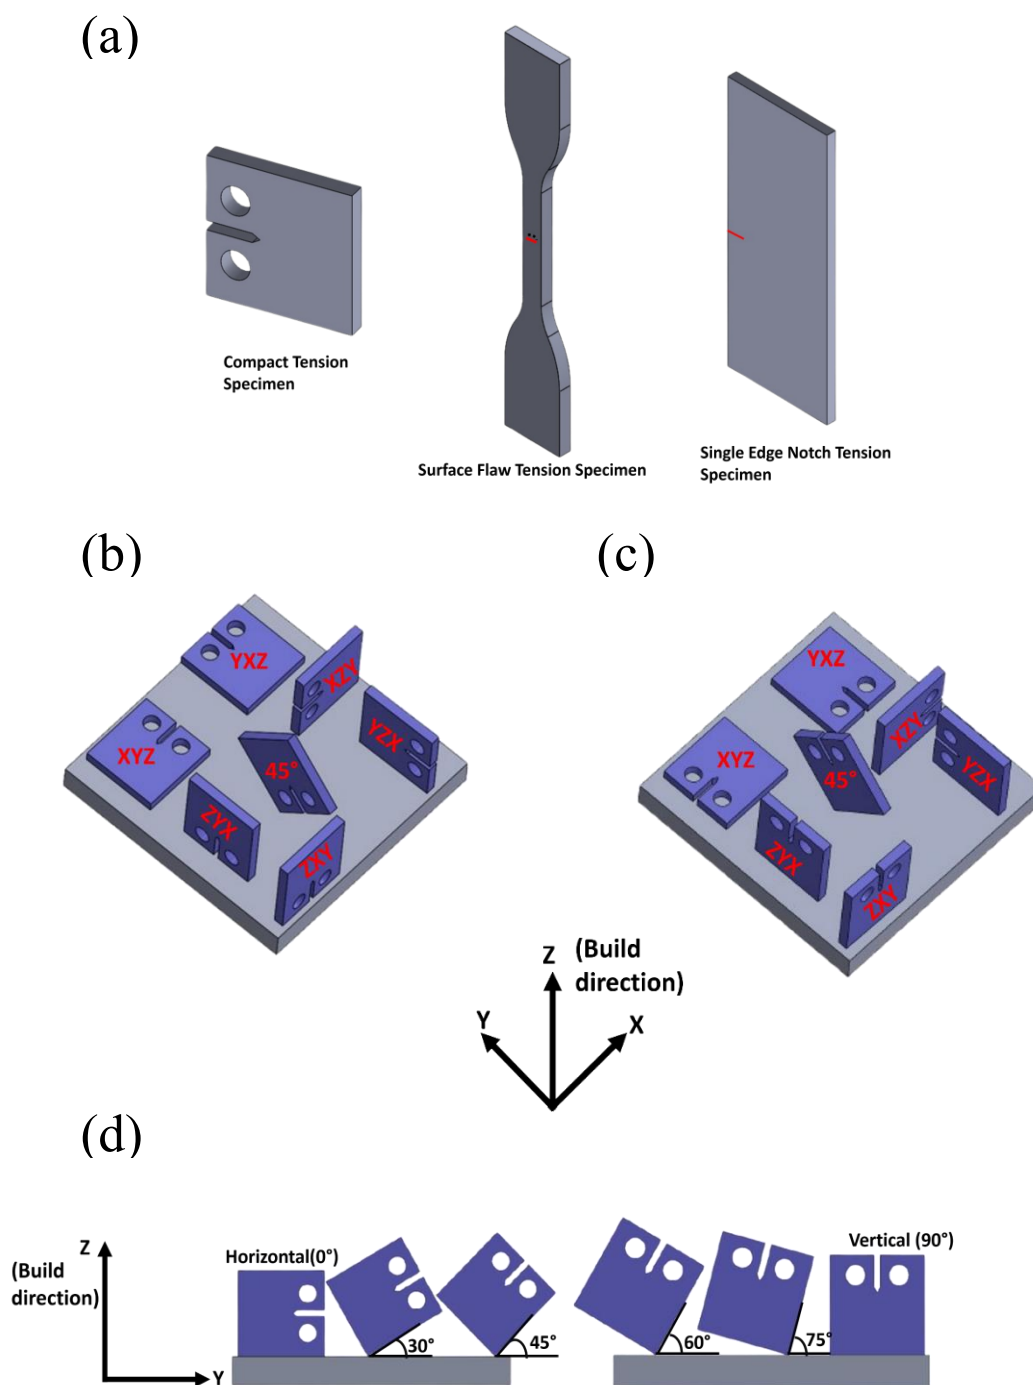 (a)
Compact Tension
Specimen
Surface Flaw Tension Specimen
Single Edge Notch Tension
Specimen
(b)
(c)
YXZ
XZY
YZX
XYZ
45°
ZYX
ZXY
YXZ
XZY
YZX
XYZ
45°
ZYX
ZXY
Z
(Build
direction)
Y
X
(d)
Z
(Build
direction)
Y
Horizontal(0°)
30°
45°
60°
75°
Vertical (90°)